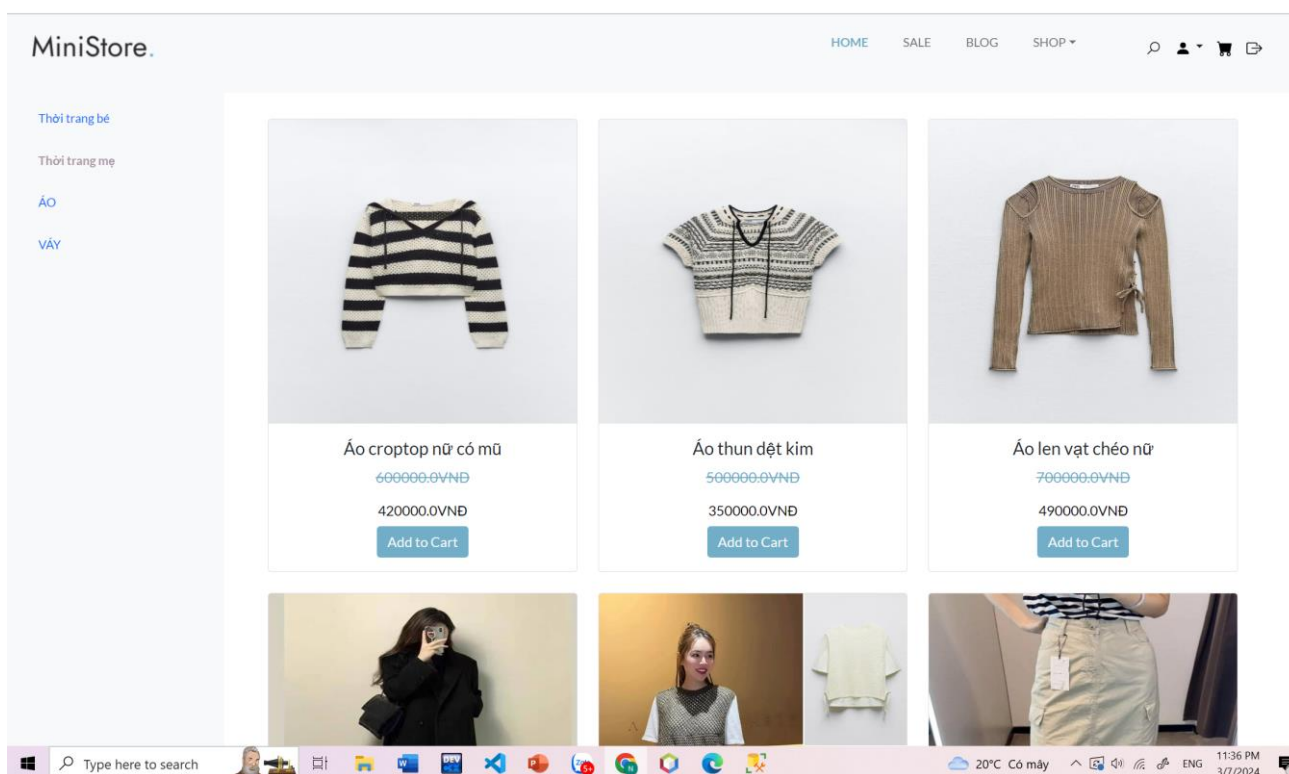 MiniStore.
HOME SALE BLOG SHOP
Thời trang bé
Thời trang mẹ
ÁO
VÁY
Áo croptop nữ có mũ
600000.0VNĐ
420000.0VNĐ
Add to Cart
Áo thun dệt kim
500000.0VNĐ
350000.0VNĐ
Add to Cart
Áo len vạt chéo nữ
700000.0VNĐ
490000.0VNĐ
Add to Cart
Type here to search
DEV
20°C Có mây
ENG
11:36 PM
3/7/2024